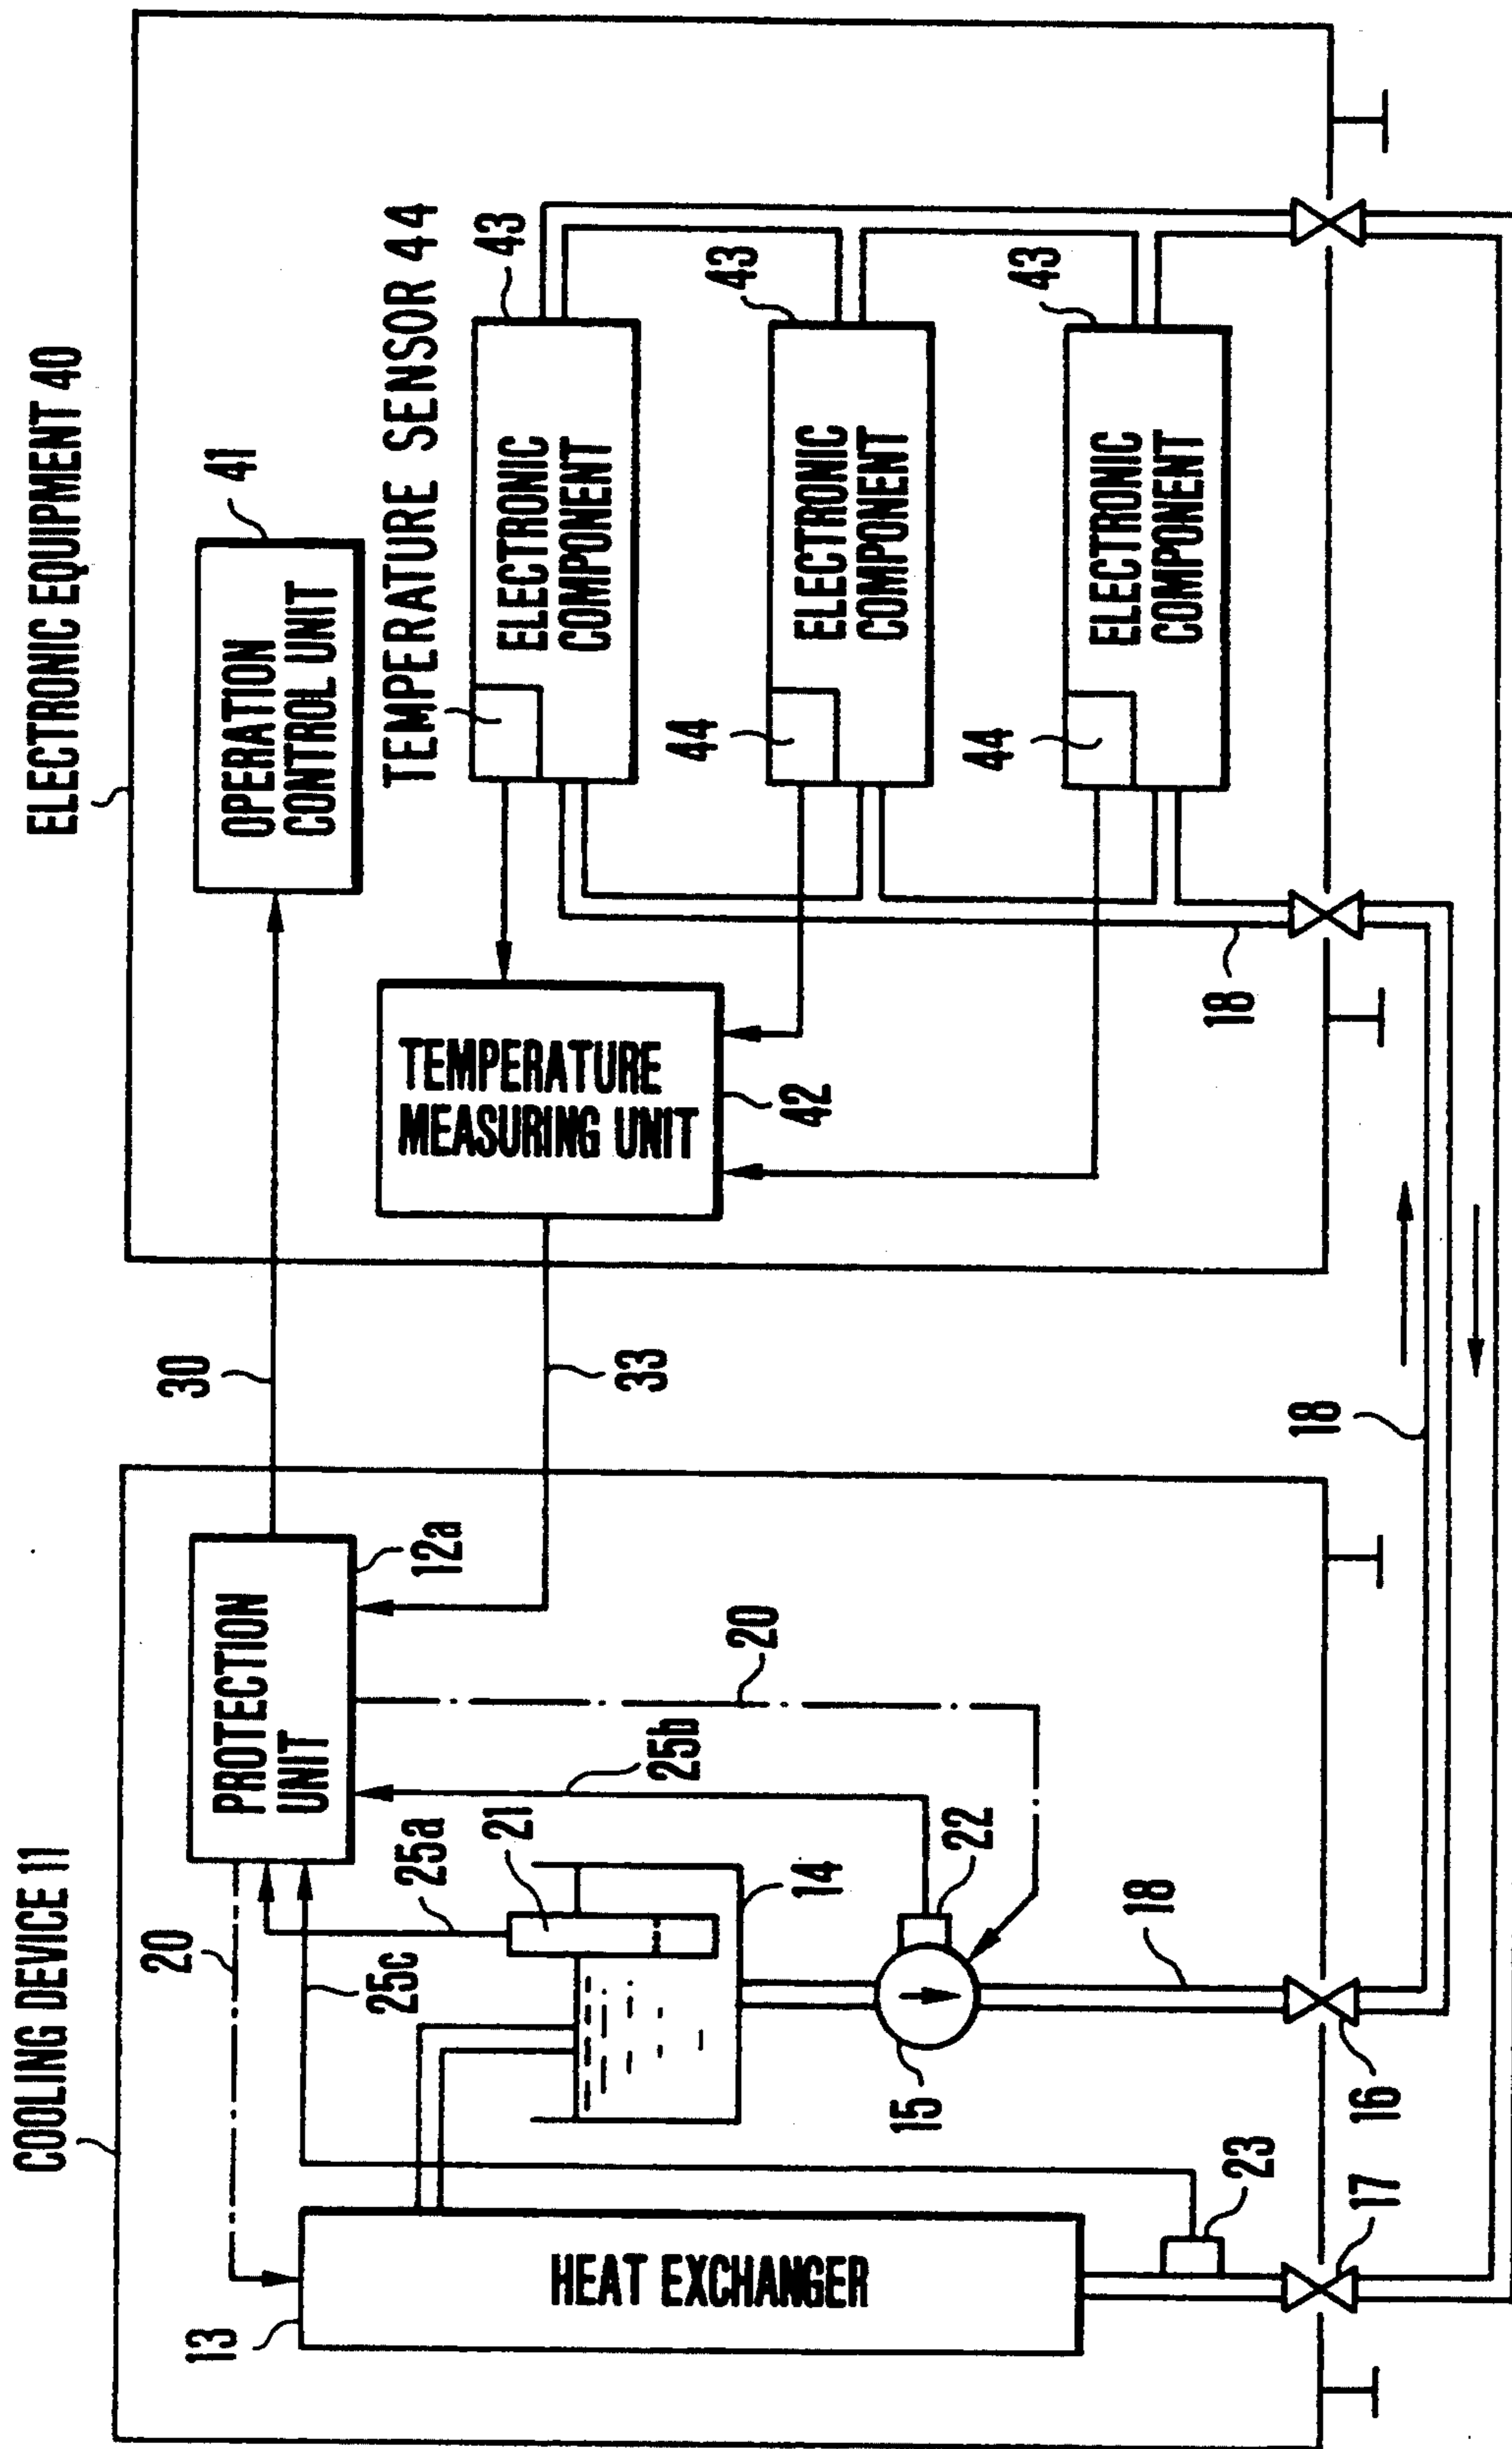 COOLING DEVICE 11
PROTECTION
UNIT
12a
20
25a
25c
21
25b
20
14
22
15
18
16
23
17
13
HEAT EXCHANGER
30
33
18
ELECTRONIC EQUIPMENT 40
OPERATION
CONTROL UNIT
41
TEMPERATURE SENSOR 44
TEMPERATURE
MEASURING UNIT
42
43
ELECTRONIC
COMPONENT
43
44
ELECTRONIC
COMPONENT
43
44
ELECTRONIC
COMPONENT
18